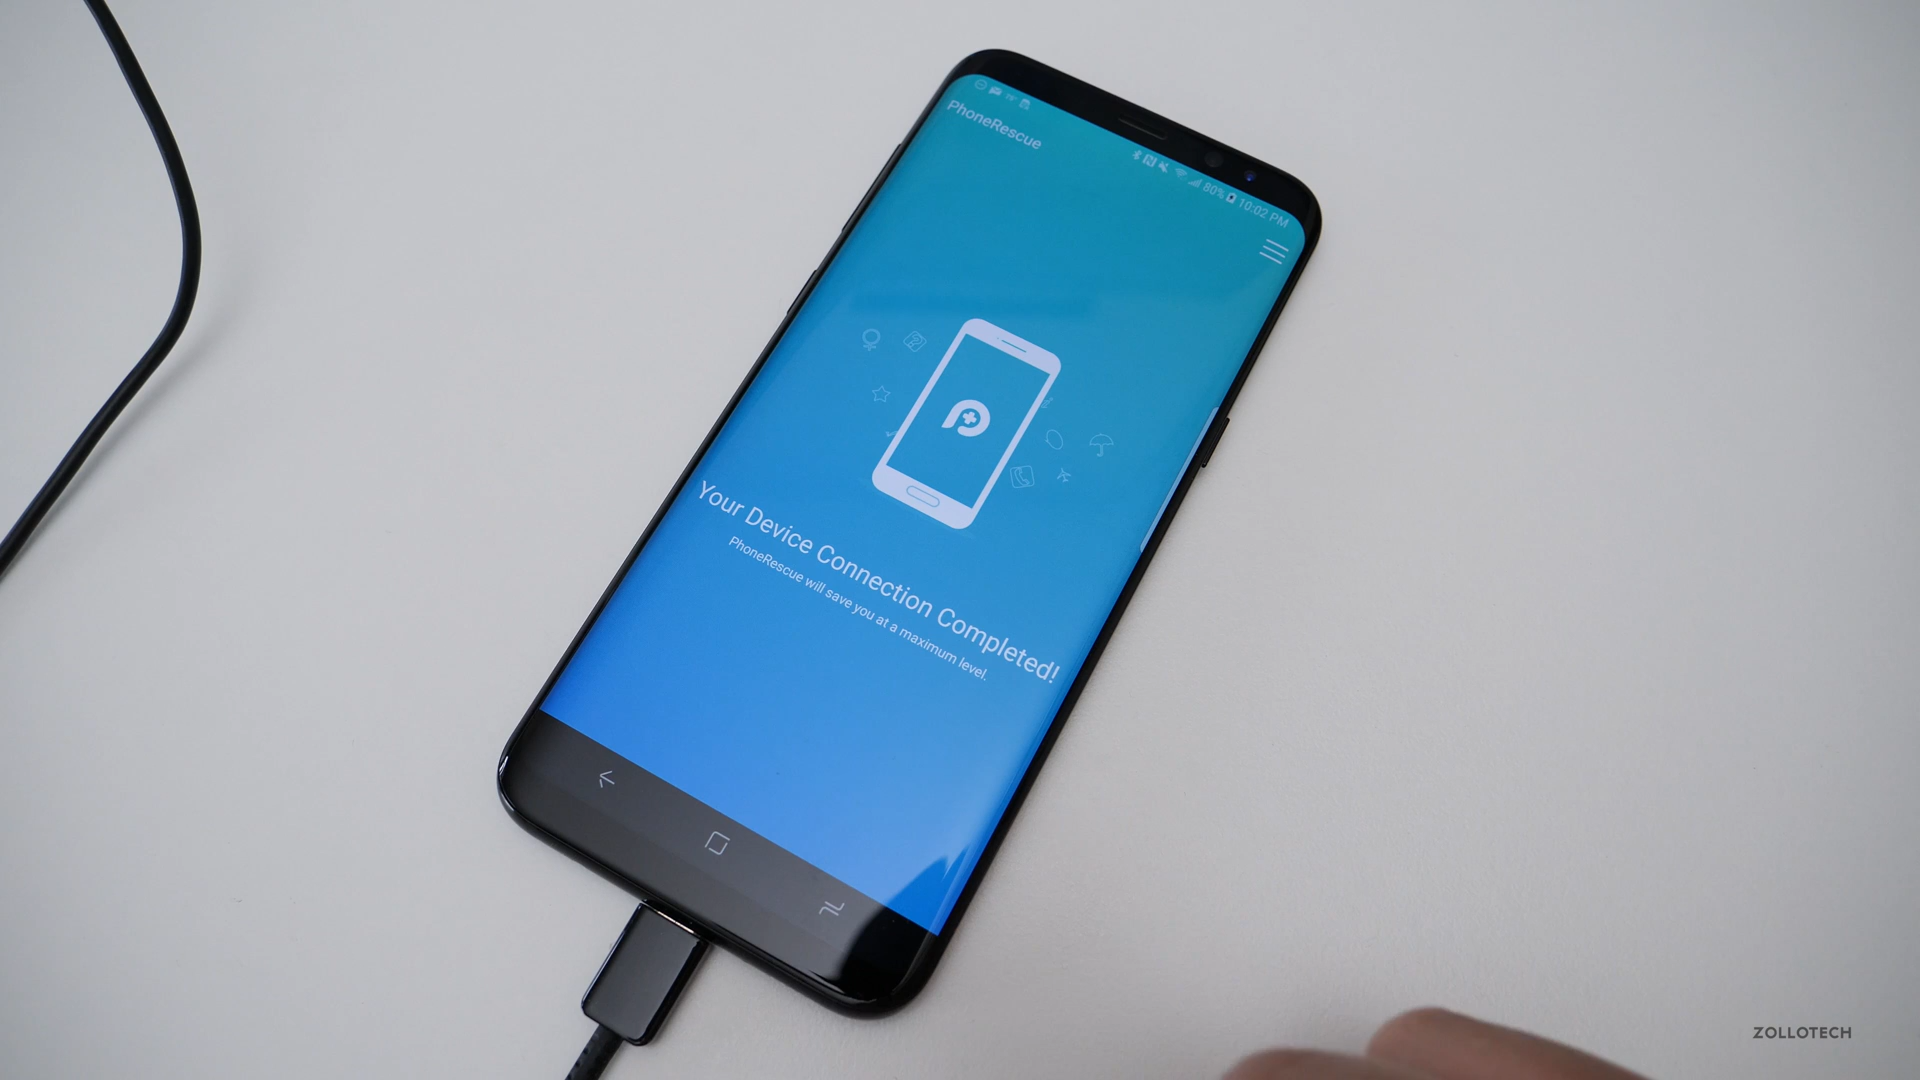 PhoneRescue
80% 10:02 PM
Your Device Connection Completed!
PhoneRescue will save you at a maximum level.
ZOLLOTECH